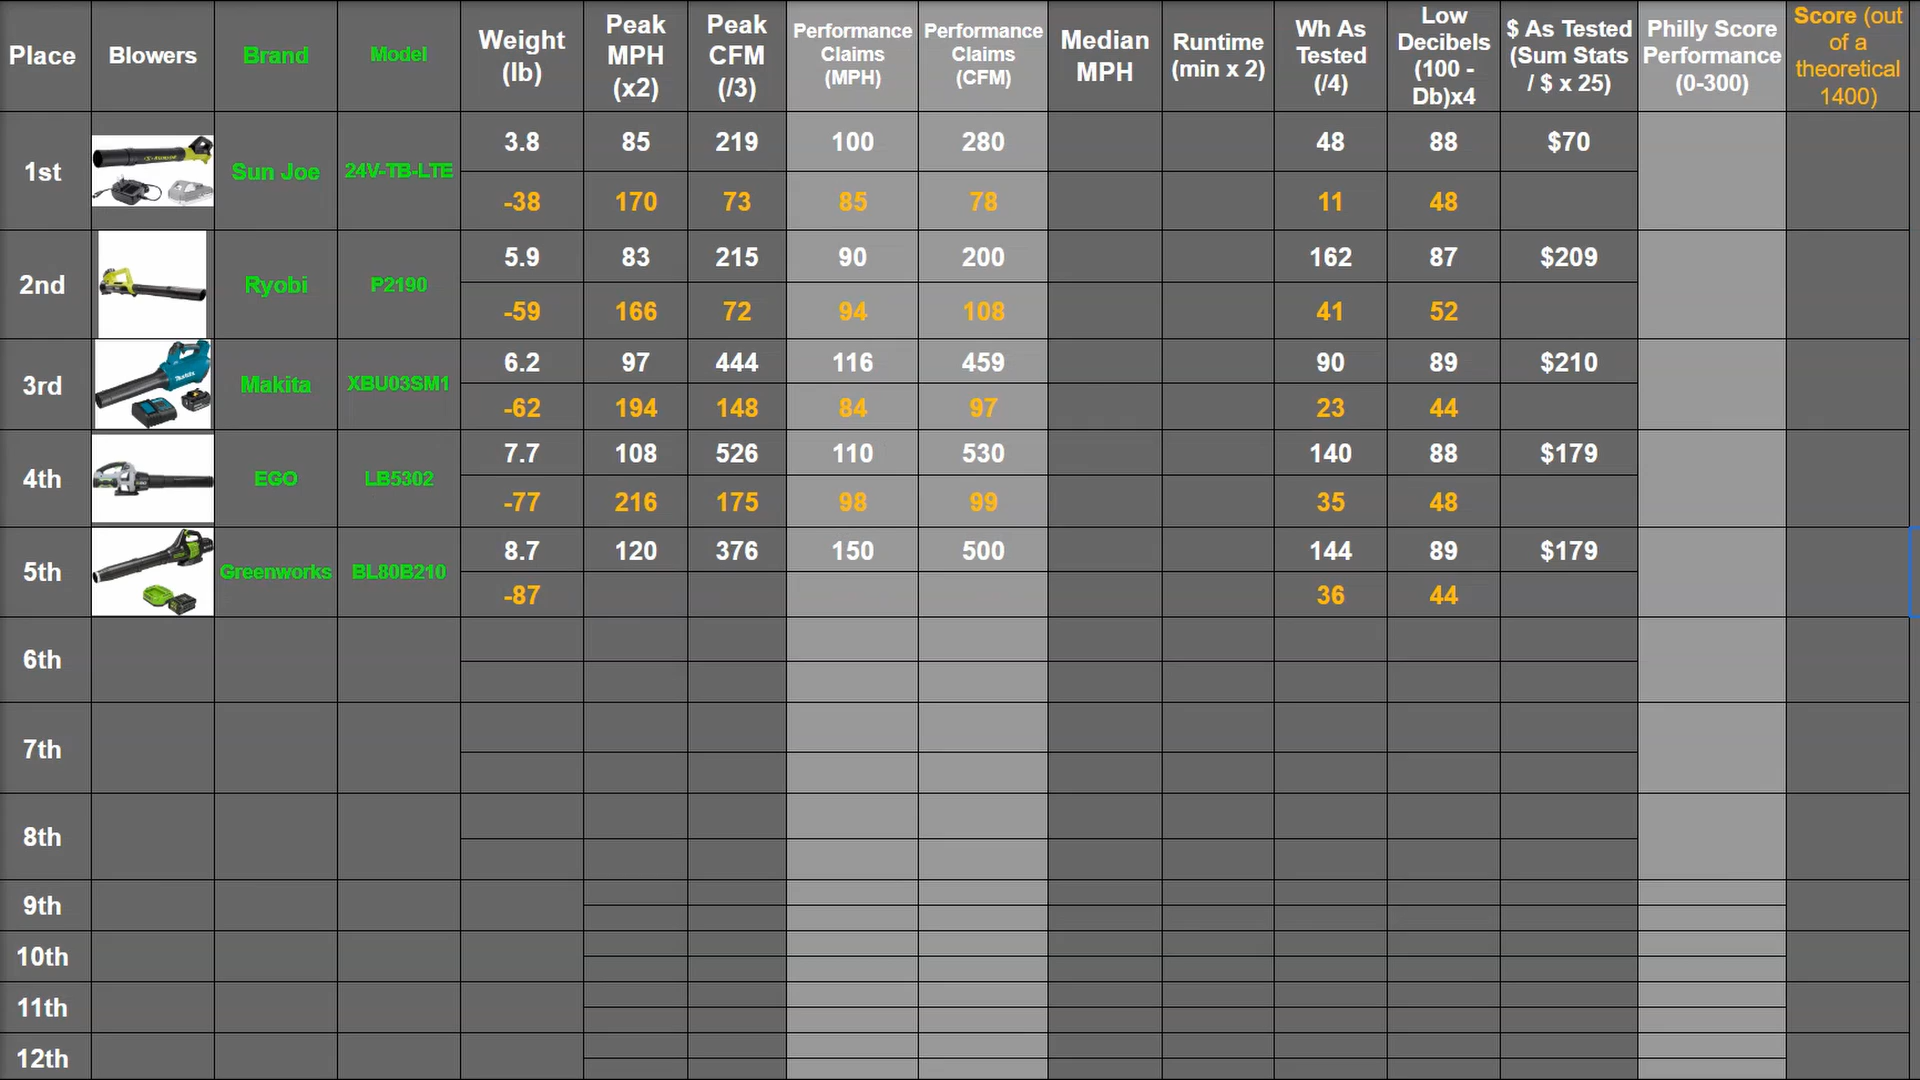 Place
Blowers
Brand
Model
Weight
(lb)
Peak
MPH
(x2)
Peak
CFM
(/3)
Performance
Claims
(MPH)
Performance
Claims
(CFM)
Median
MPH
Runtime
(min x 2)
Wh As
Tested
(/4)
Low
Decibels
(100 -
Db)x4
$ As Tested
(Sum Stats
/ $ x 25)
Philly Score
Performance
(0-300)
Score (out
of a
theoretical
1400)
1st
Sun Joe
24V-TB-LTE
3.8 85 219 100 280 48 88 $70
-38 170 73 85 78 11 48
2nd
Ryobi
P2190
5.9 83 215 90 200 162 87 $209
-59 166 72 94 108 41 52
3rd
Makita
XBU03SM1
6.2 97 444 116 459 90 89 $210
-62 194 148 84 97 23 44
4th
EGO
LB5302
7.7 108 526 110 530 140 88 $179
-77 216 175 98 99 35 48
5th
Greenworks
BL80B210
8.7 120 376 150 500 144 89 $179
-87 36 44
6th
7th
8th
9th
10th
11th
12th